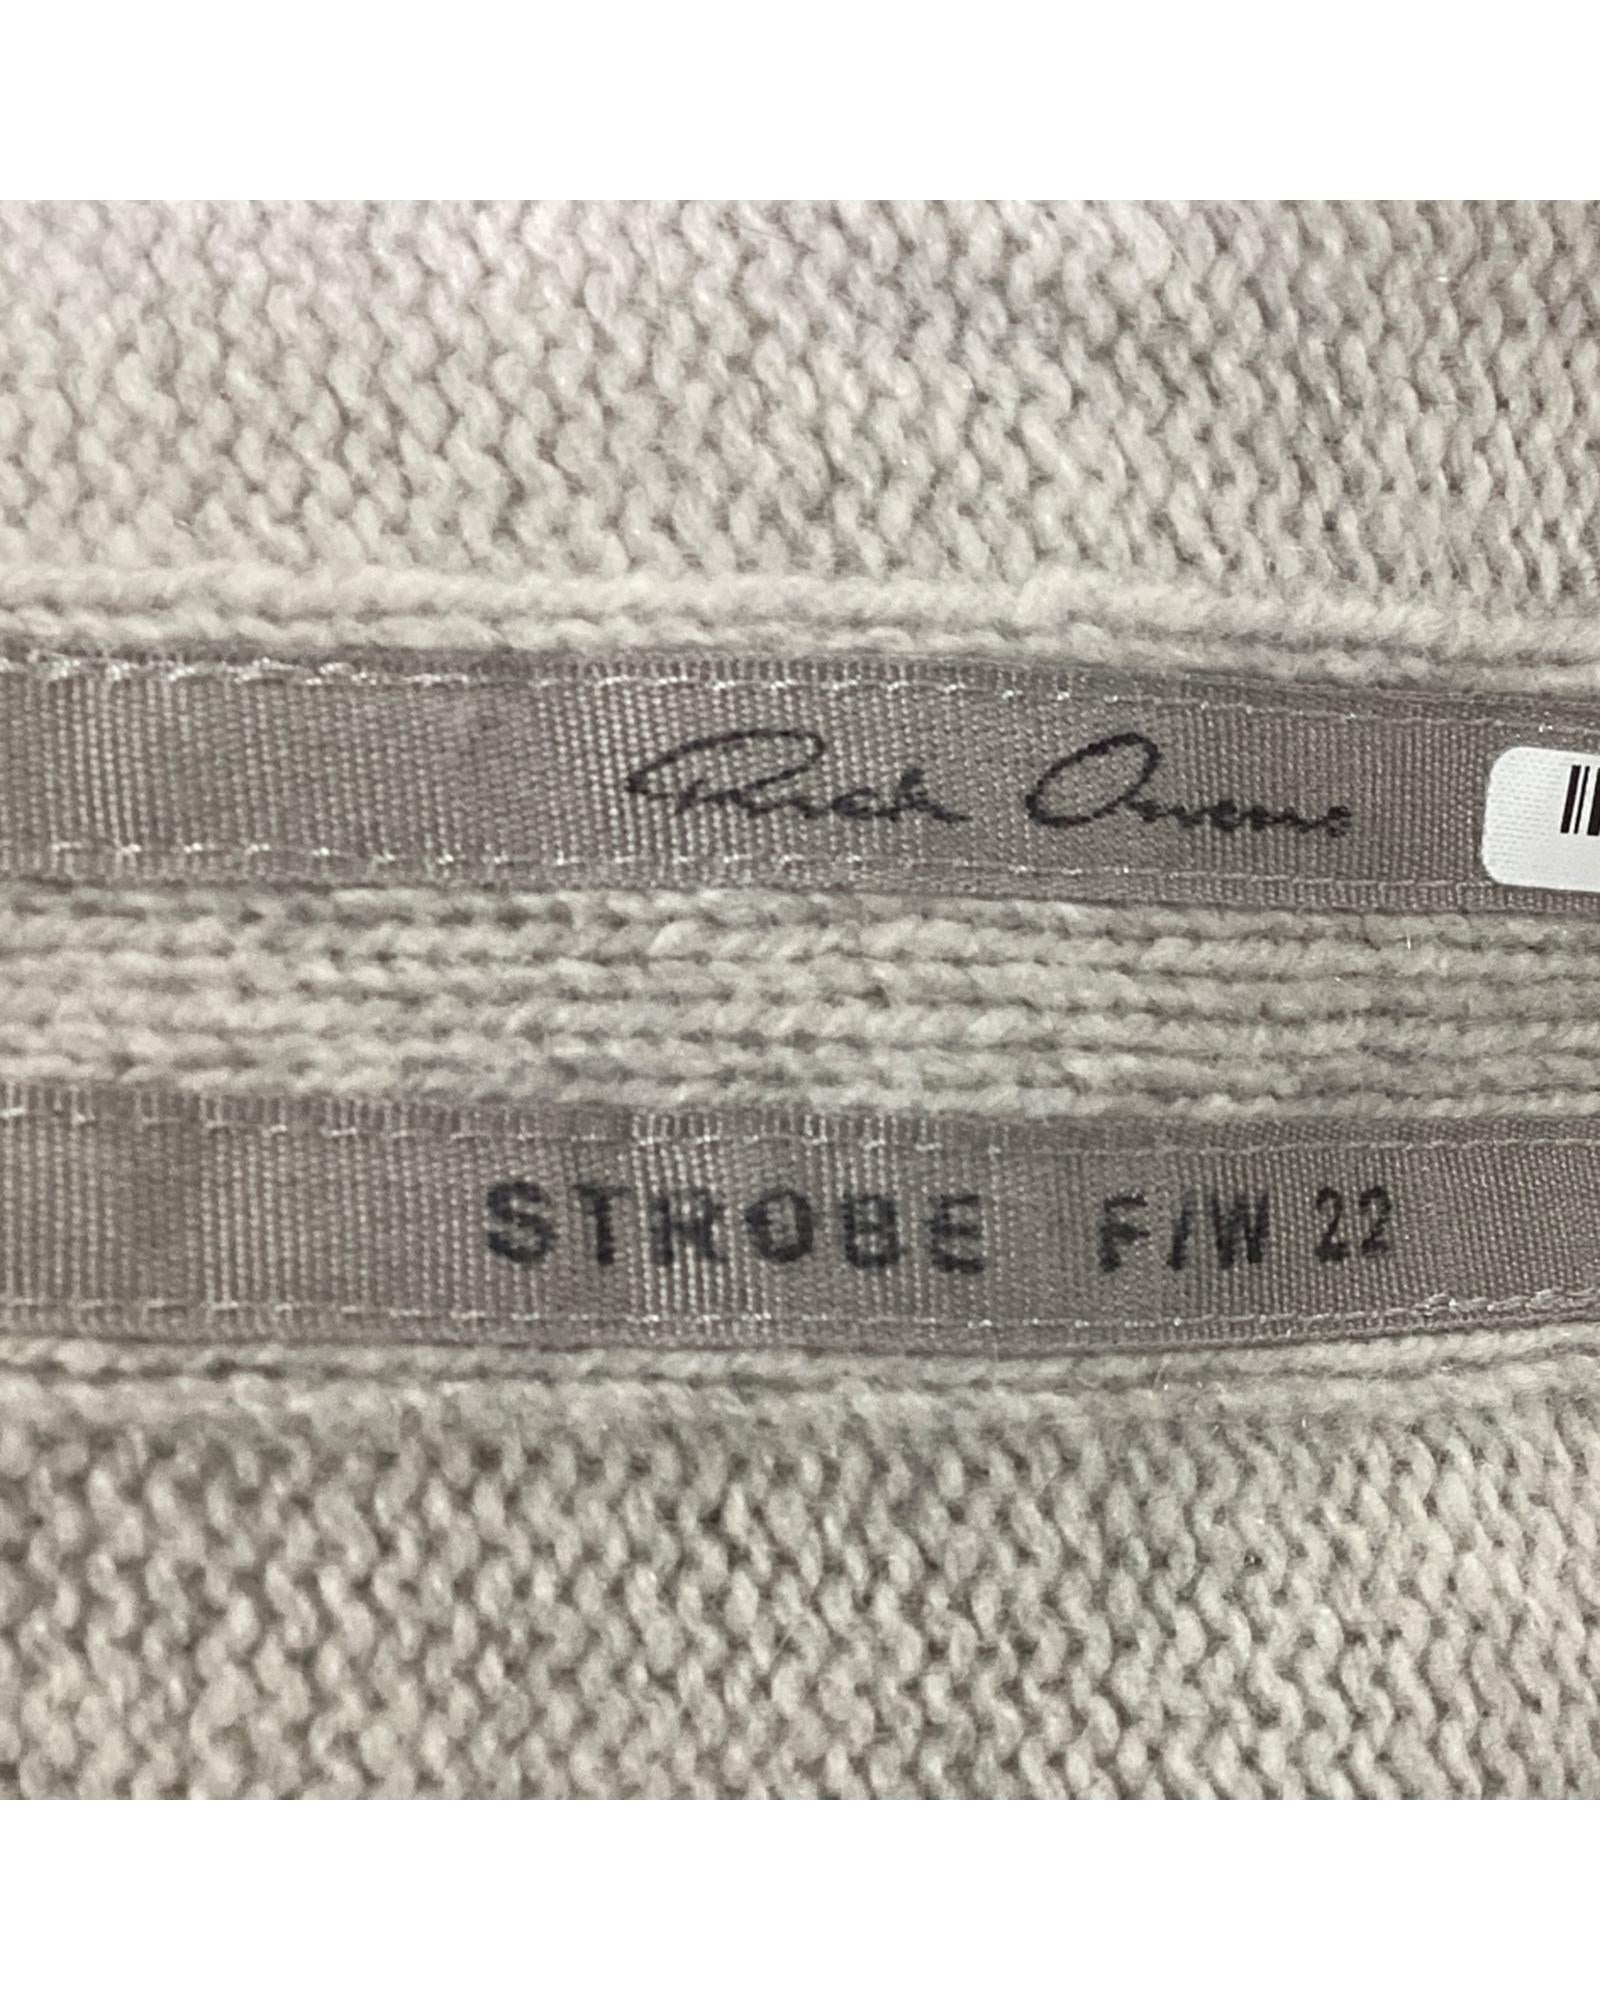 Rick Owens
STROBE F/W 22